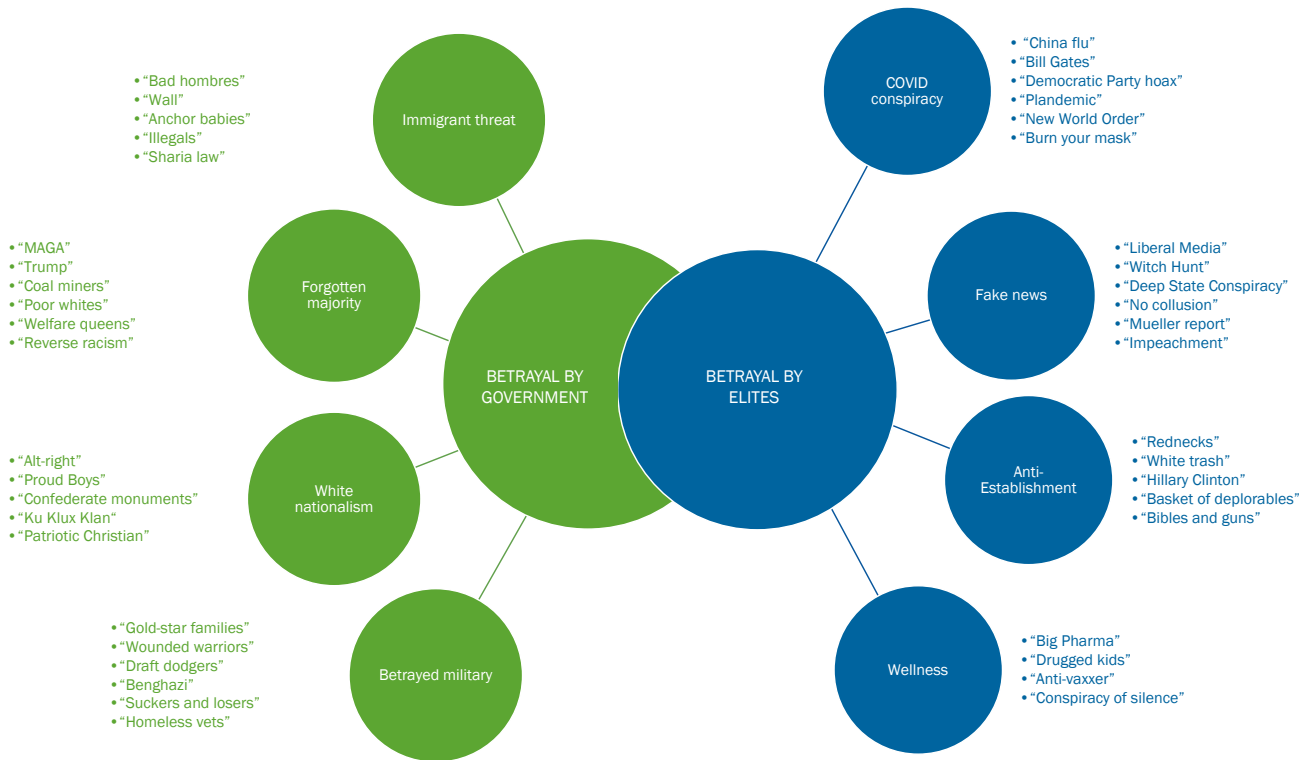 • “Bad hombres”
• “Wall”
• “Anchor babies”
• “Illegals”
• “Sharia law”
Immigrant threat
• “MAGA”
• “Trump”
• “Coal miners”
• “Poor whites”
• “Welfare queens”
• “Reverse racism”
Forgotten
majority
• “Alt-right”
• “Proud Boys”
• “Confederate monuments”
• “Ku Klux Klan“
• “Patriotic Christian”
White
nationalism
• “Gold-star families”
• “Wounded warriors”
• “Draft dodgers”
• “Benghazi”
• “Suckers and losers”
• “Homeless vets”
Betrayed military
BETRAYAL BY
GOVERNMENT
BETRAYAL BY
ELITES
COVID
conspiracy
• “China flu”
• “Bill Gates”
• “Democratic Party hoax”
• “Plandemic”
• “New World Order”
• “Burn your mask”
Fake news
• “Liberal Media”
• “Witch Hunt”
• “Deep State Conspiracy”
• “No collusion”
• “Mueller report”
• “Impeachment”
Anti-
Establishment
• “Rednecks”
• “White trash”
• “Hillary Clinton”
• “Basket of deplorables”
• “Bibles and guns”
Wellness
• “Big Pharma”
• “Drugged kids”
• “Anti-vaxxer”
• “Conspiracy of silence”